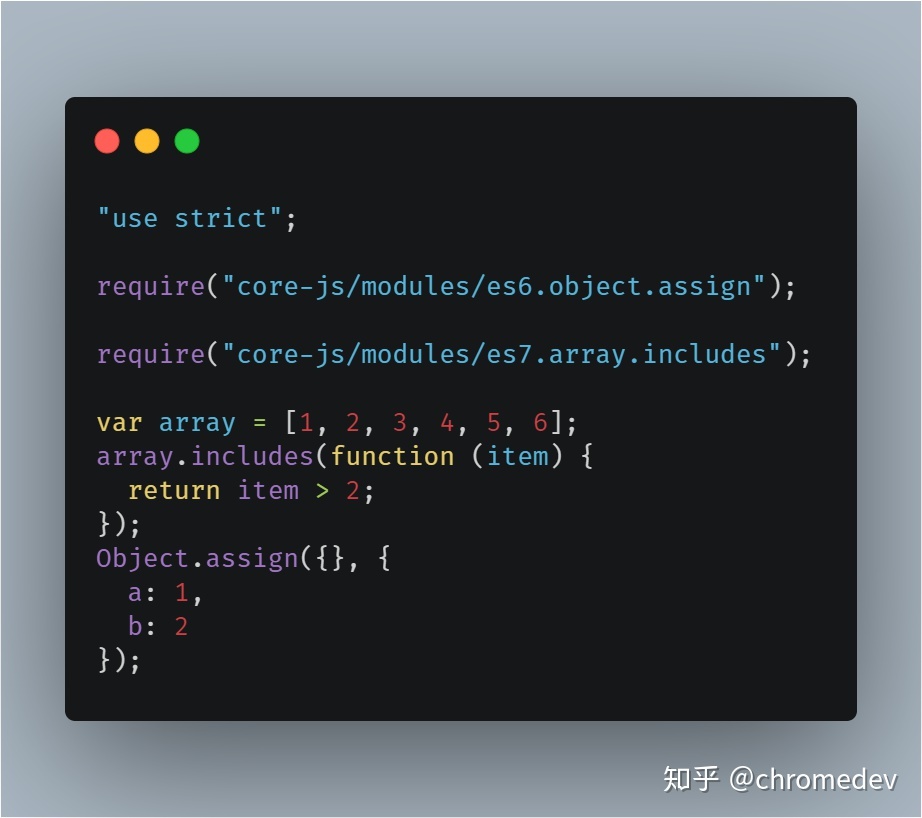 "use strict";
require("core-js/modules/es6.object.assign");
require("core-js/modules/es7.array.includes");
var array = [1, 2, 3, 4, 5, 6];
array.includes(function (item) {
  return item > 2;
});
Object.assign({}, {
  a: 1,
  b: 2
});
知乎 @chromedev